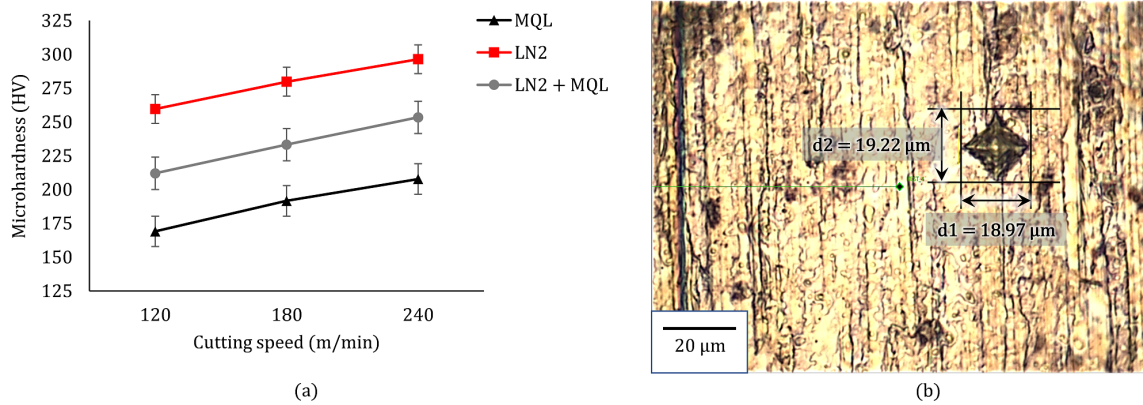 325
300
275
250
225
200
175
150
125
Microhardness (HV)
120 180 240
Cutting speed (m/min)
MQL
LN2
LN2 + MQL
(a)
d2 = 19.22 µm
d1 = 18.97 µm
20 µm
(b)